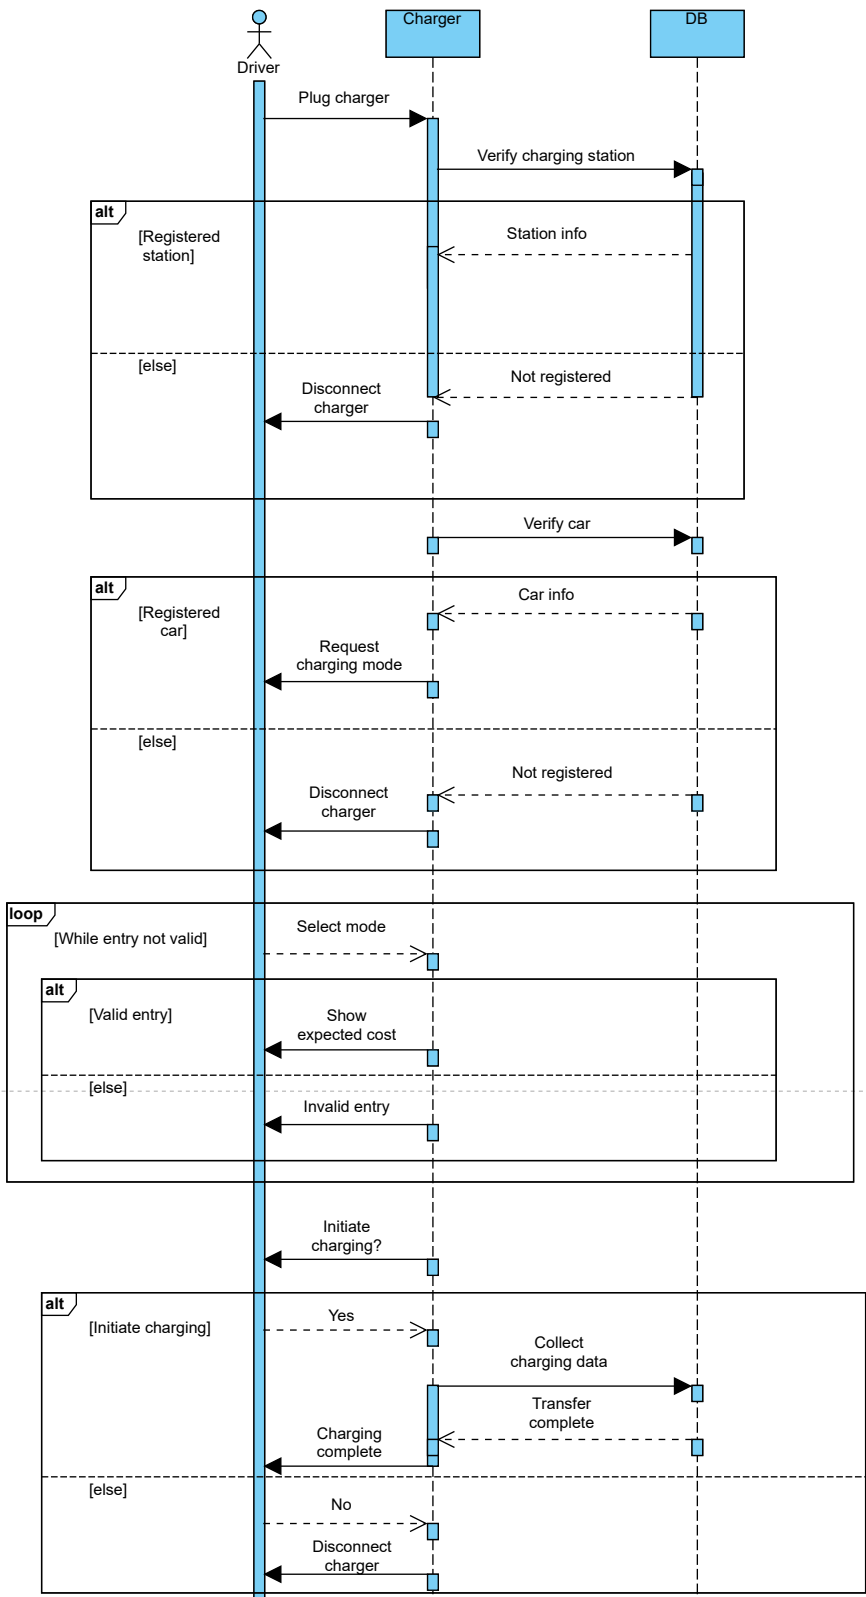 Charger
DB
Driver
Plug charger
Verify charging station
alt
[Registered
station]
Station info
[else]
Not registered
Disconnect
charger
Verify car
alt
[Registered
car]
Car info
Request
charging mode
[else]
Not registered
Disconnect
charger
loop
[While entry not valid]
Select mode
alt
[Valid entry]
Show
expected cost
[else]
Invalid entry
Initiate
charging?
alt
[Initiate charging]
Yes
Collect
charging data
Transfer
complete
Charging
complete
[else]
No
Disconnect
charger